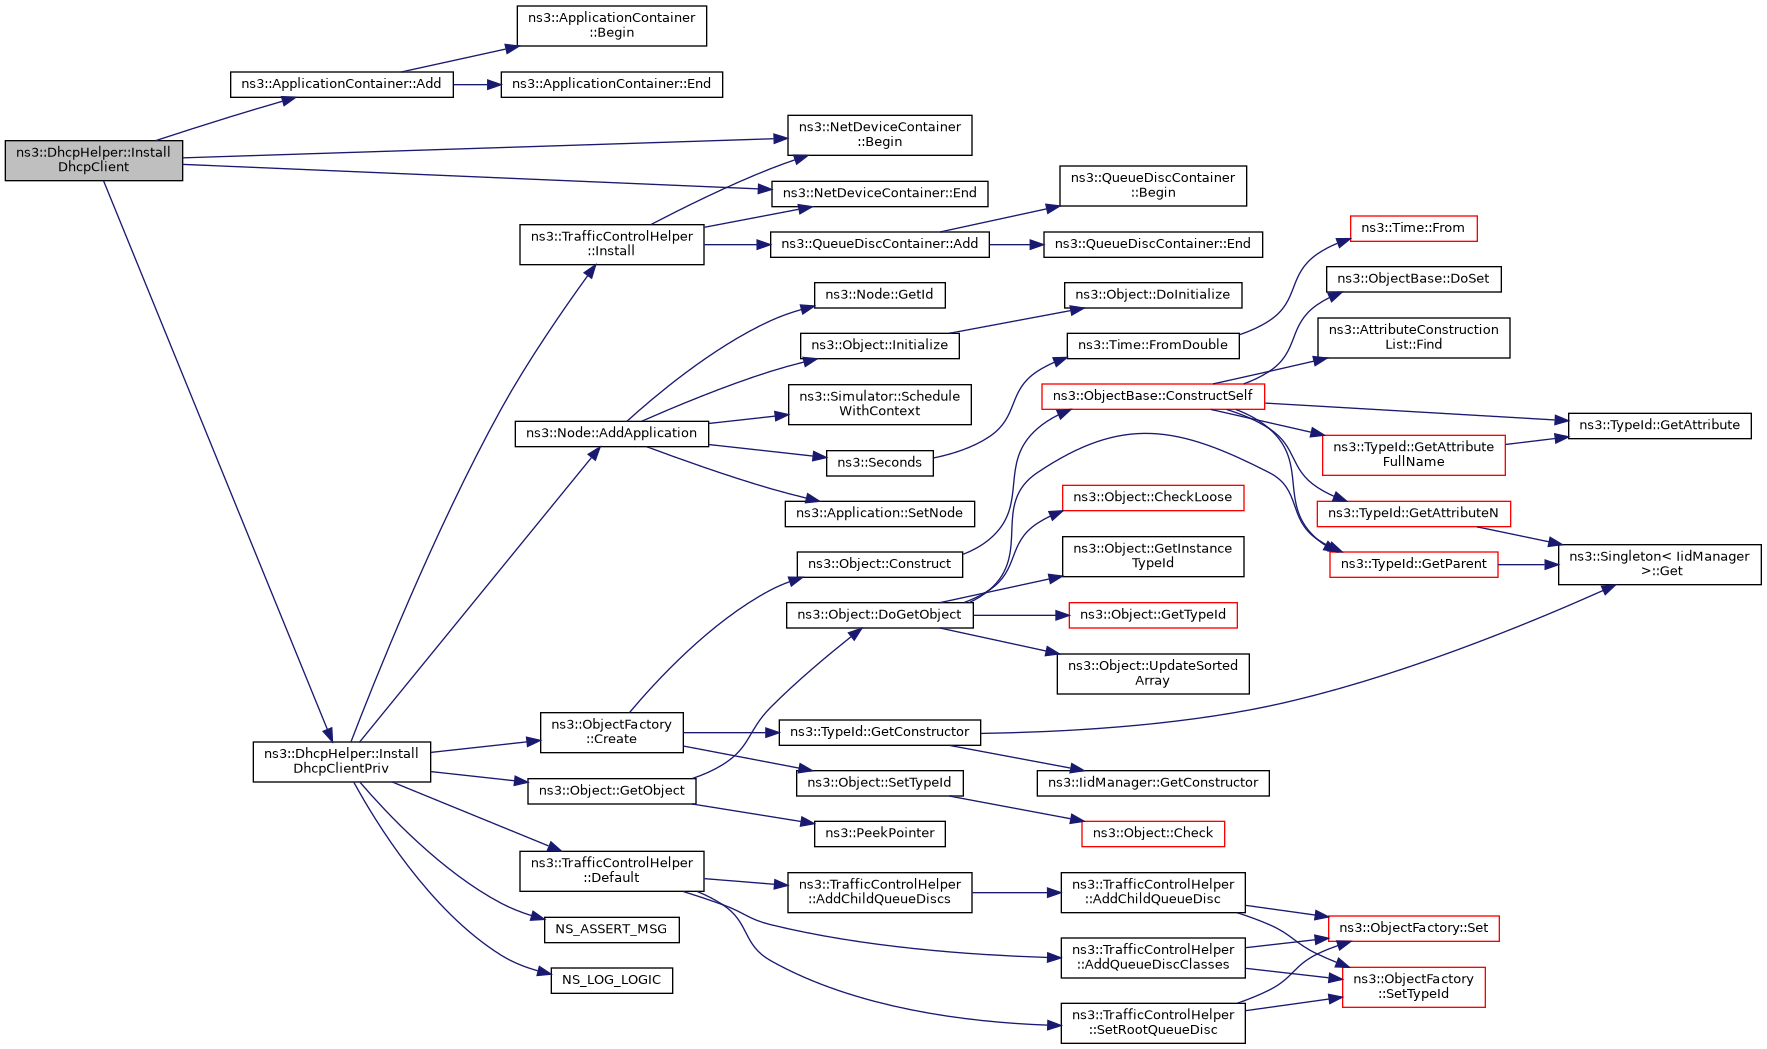 ns3::ApplicationContainer
::Begin
ns3::ApplicationContainer::Add
ns3::ApplicationContainer::End
ns3::DhcpHelper::Install
DhcpClient
ns3::NetDeviceContainer
::Begin
ns3::NetDeviceContainer::End
ns3::QueueDiscContainer
::Begin
ns3::TrafficControlHelper
::Install
ns3::QueueDiscContainer::Add
ns3::QueueDiscContainer::End
ns3::Time::From
ns3::Node::GetId
ns3::Object::DoInitialize
ns3::ObjectBase::DoSet
ns3::Object::Initialize
ns3::Time::FromDouble
ns3::AttributeConstruction
List::Find
ns3::Simulator::Schedule
WithContext
ns3::ObjectBase::ConstructSelf
ns3::TypeId::GetAttribute
ns3::Node::AddApplication
ns3::Seconds
ns3::TypeId::GetAttribute
FullName
ns3::Application::SetNode
ns3::Object::CheckLoose
ns3::TypeId::GetAttributeN
ns3::Object::Construct
ns3::Object::GetInstance
TypeId
ns3::TypeId::GetParent
ns3::Singleton< IidManager
>::Get
ns3::Object::DoGetObject
ns3::Object::GetTypeId
ns3::Object::UpdateSorted
Array
ns3::ObjectFactory
::Create
ns3::TypeId::GetConstructor
ns3::DhcpHelper::Install
DhcpClientPriv
ns3::Object::GetObject
ns3::Object::SetTypeId
ns3::IidManager::GetConstructor
ns3::PeekPointer
ns3::Object::Check
ns3::TrafficControlHelper
::Default
ns3::TrafficControlHelper
::AddChildQueueDiscs
ns3::TrafficControlHelper
::AddChildQueueDisc
NS_ASSERT_MSG
ns3::TrafficControlHelper
::AddQueueDiscClasses
ns3::ObjectFactory::Set
NS_LOG_LOGIC
ns3::ObjectFactory
::SetTypeId
ns3::TrafficControlHelper
::SetRootQueueDisc